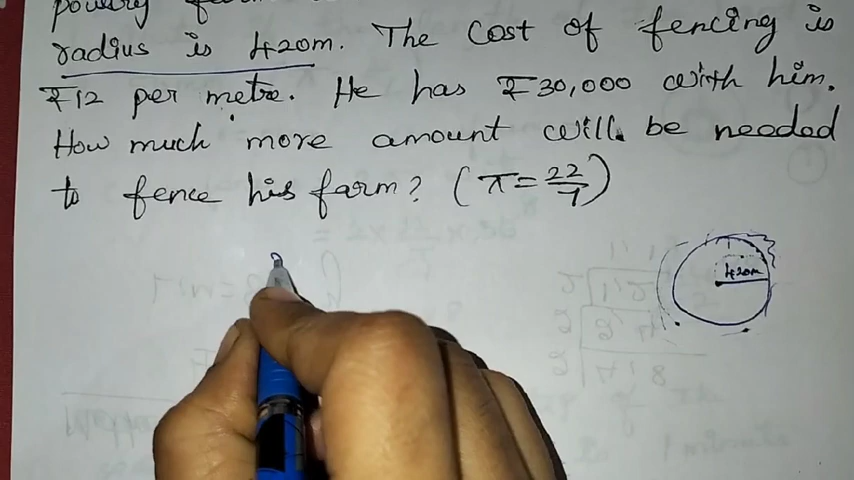 poultry
radius is 420m. The cost of fencing is
₹12 per metre. He has ₹30,000 with him.
How much more amount will be needed
to fence his farm? (π=22/7)
420m